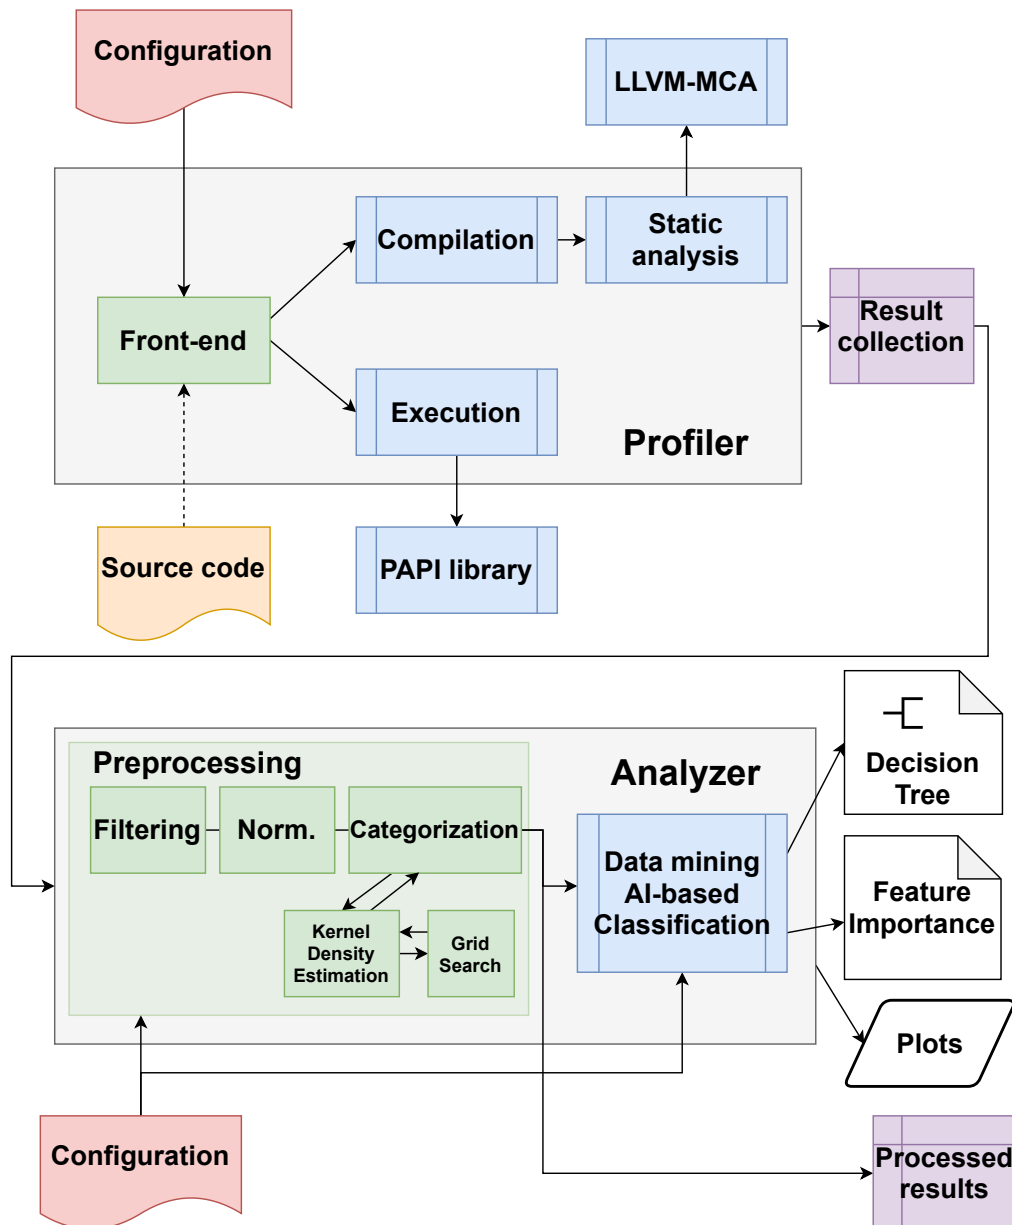 Configuration
LLVM-MCA
Compilation
Static
analysis
Front-end
Result
collection
Execution
Profiler
Source code
PAPI library
Preprocessing
Analyzer
Decision
Tree
Filtering
Norm.
Categorization
Data mining
AI-based
Classification
Feature
Importance
Kernel
Density
Estimation
Grid
Search
Plots
Configuration
Processed
results